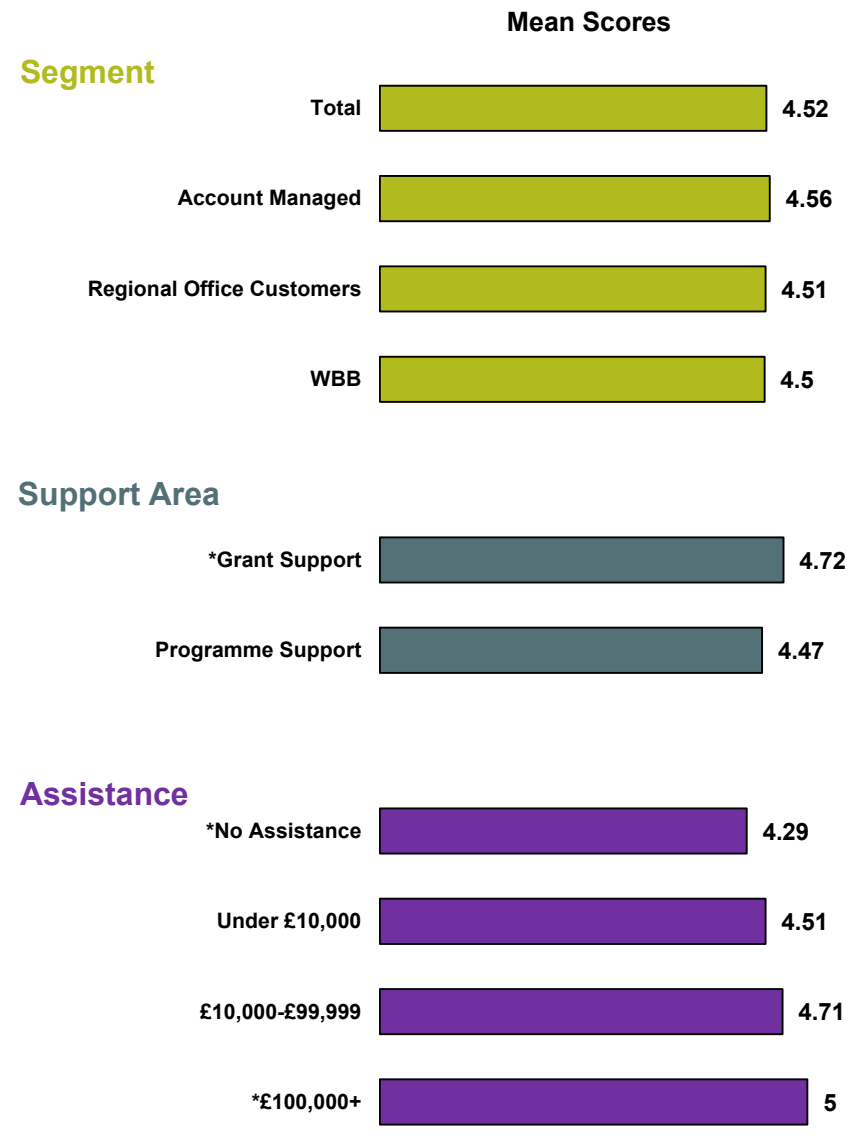 Mean Scores
Segment
Total 4.52
Account Managed 4.56
Regional Office Customers 4.51
WBB 4.5
Support Area
*Grant Support 4.72
Programme Support 4.47
Assistance
*No Assistance 4.29
Under £10,000 4.51
£10,000-£99,999 4.71
*£100,000+ 5